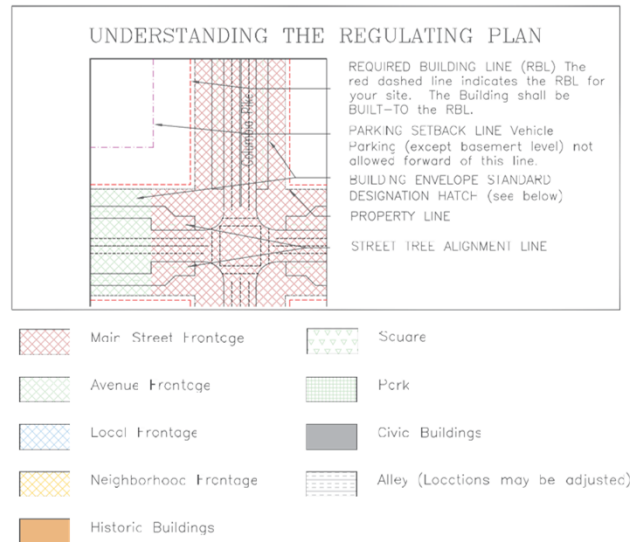 UNDERSTANDING THE REGULATING PLAN
REQUIRED BUILDING LINE (RBL) The
red dashed line indicates the RBL for
your site. The Building shall be
BUILT-TO the RBL.
PARKING SETBACK LINE Vehicle
Parking (except basement level) not
allowed forward of this line.
BUILDING ENVELOPE STANDARD
DESIGNATION HATCH (see below)
PROPERTY LINE
STREET TREE ALIGNMENT LINE
Columbia Pike
Main Street Frontage
Avenue Frontage
Local Frontage
Neighborhood Frontage
Historic Buildings
Square
Park
Civic Buildings
Alley (Locations may be adjusted)